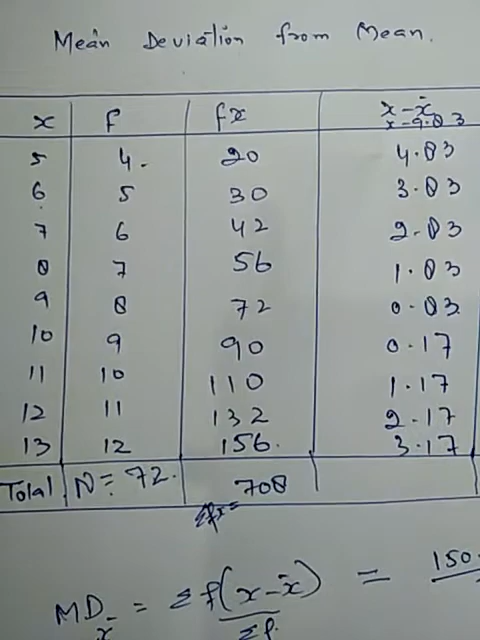 Mean Deviation from Mean.
x f fx x - x̄
x - 9.83
5 4. 20 4.83
6 5 30 3.83
7 6 42 2.83
8 7 56 1.83
9 8 72 0.83
10 9 90 0.17
11 10 110 1.17
12 11 132 2.17
13 12 156. 3.17
Total N = 72. 708
Σfx =
MD x̄ = Σf(x-x̄) / Σf = 150.